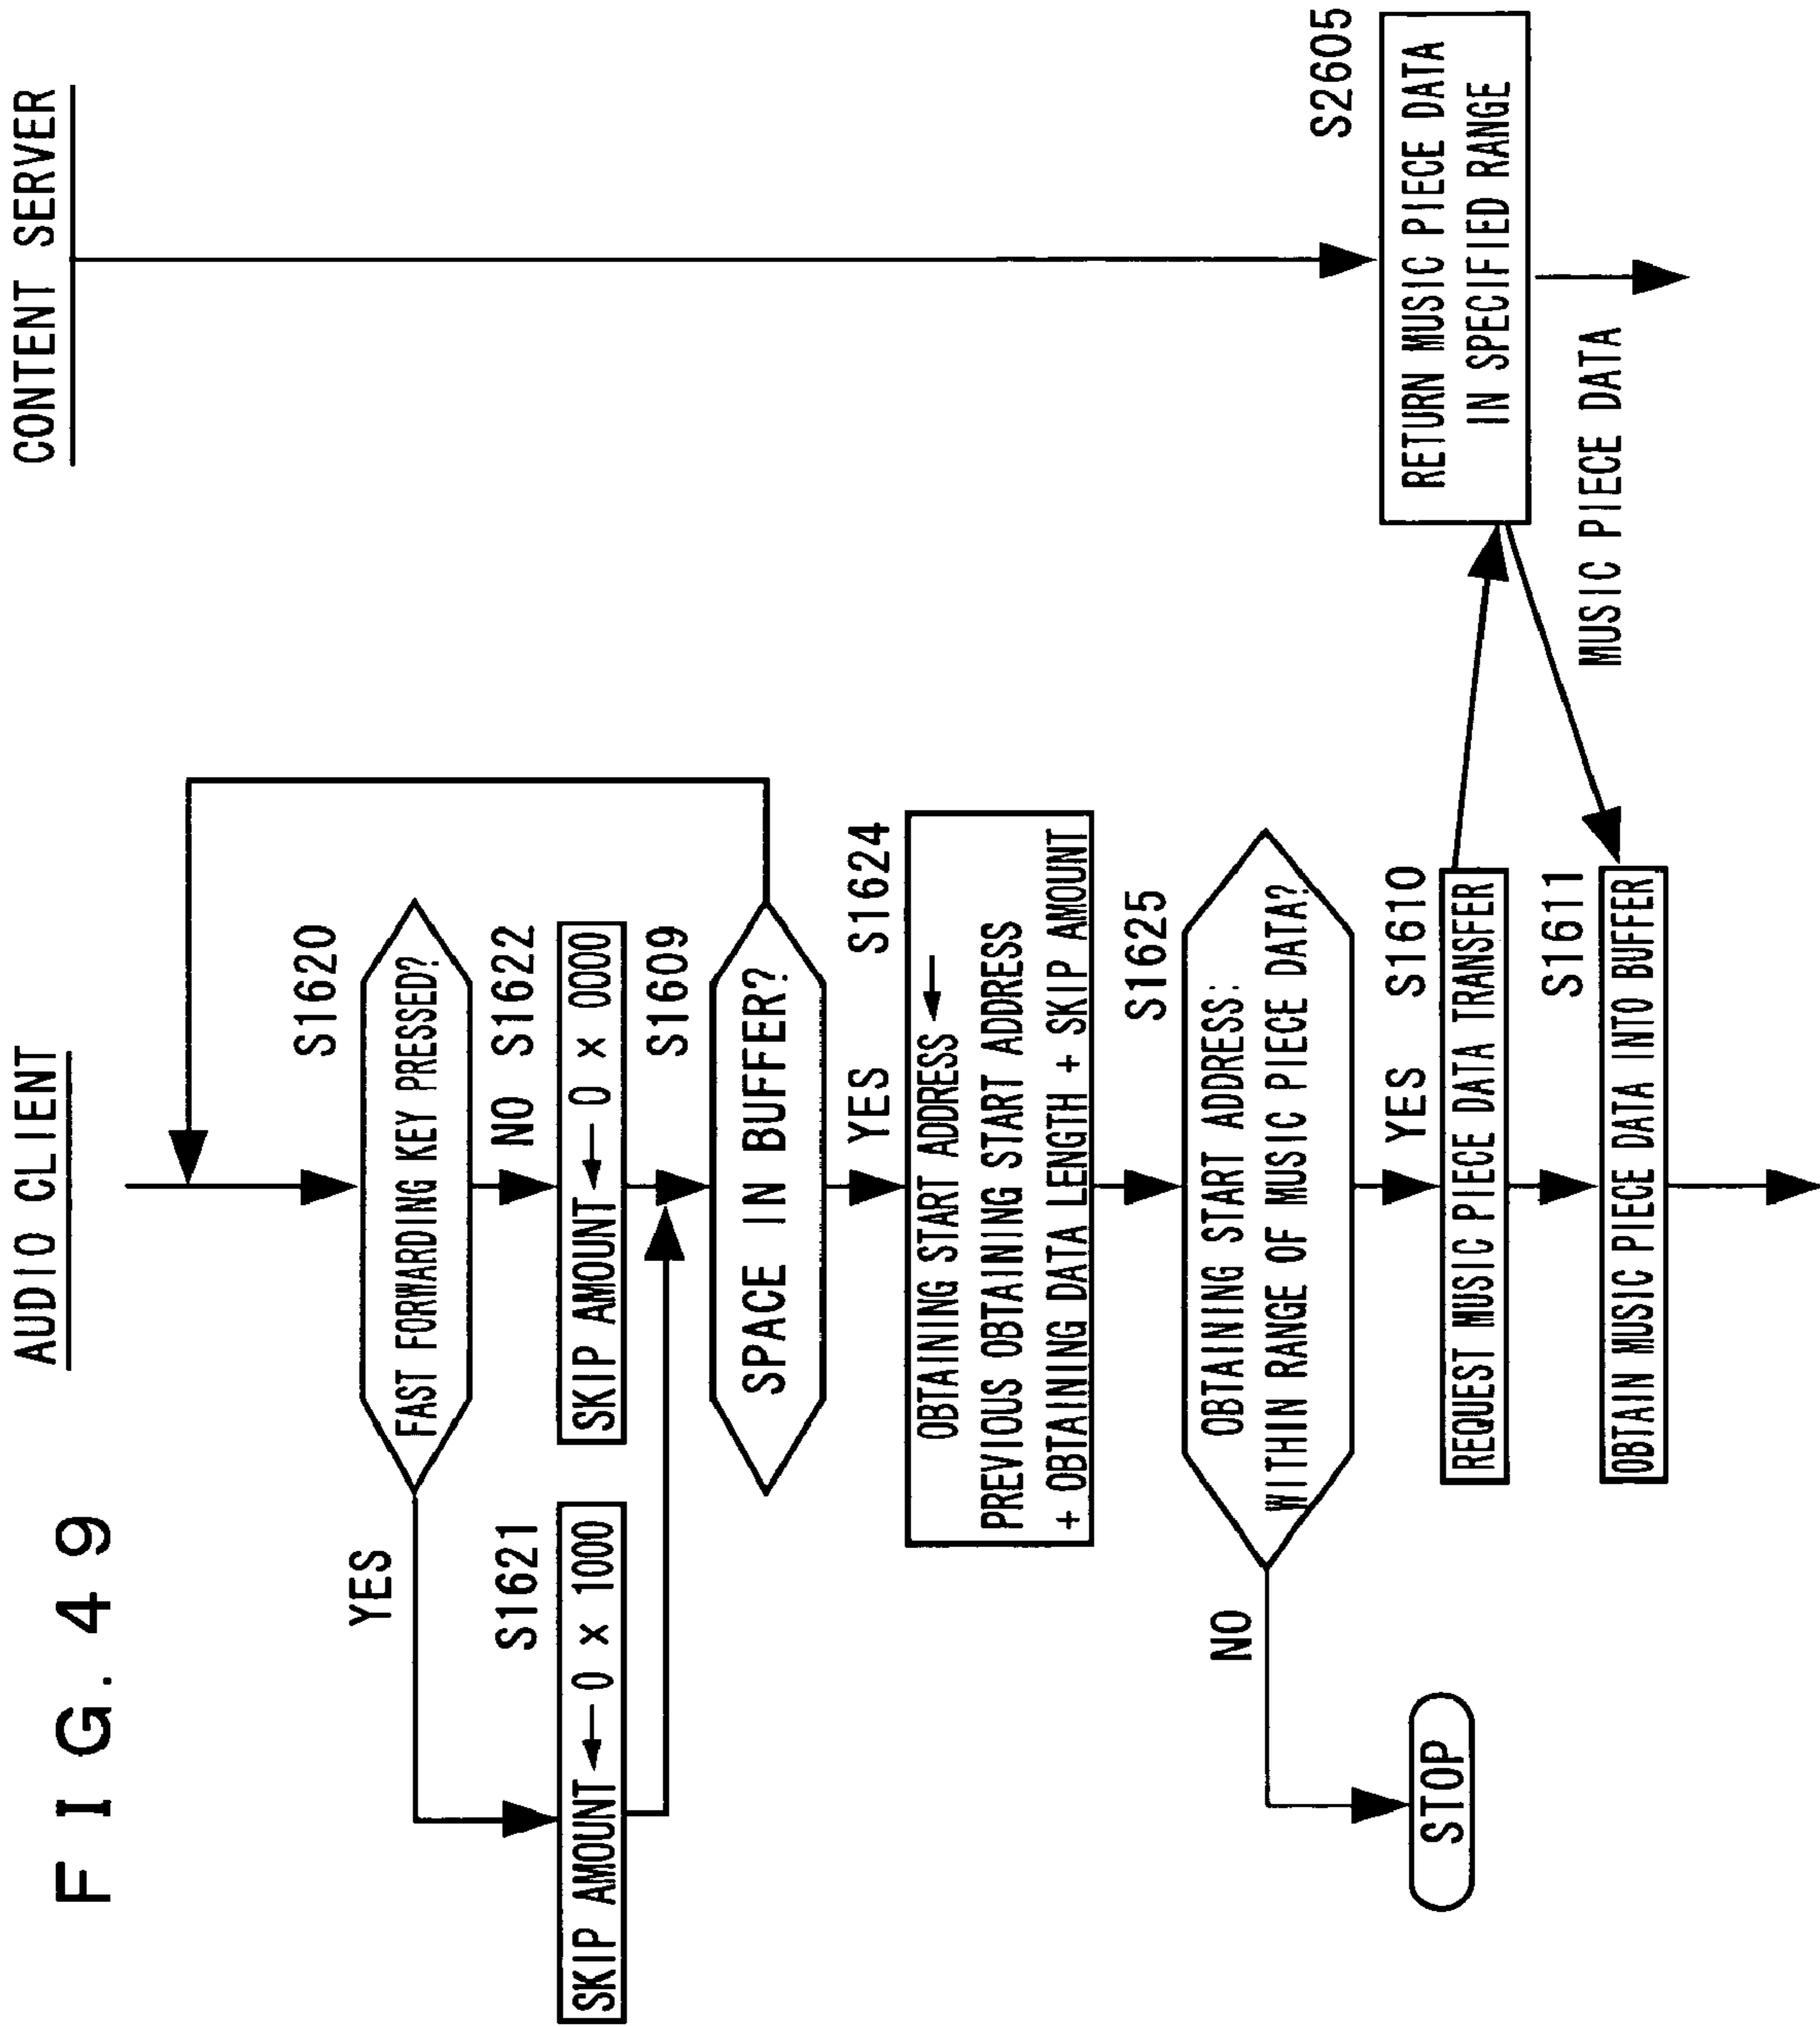 FIG. 49
AUDIO CLIENT
CONTENT SERVER
S1620
FAST FORWARDING KEY PRESSED?
YES
NO
S1621
SKIP AMOUNT ← 0 x 1000
S1622
SKIP AMOUNT ← 0 x 0000
S1609
SPACE IN BUFFER?
YES
S1624
OBTAINING START ADDRESS ←
PREVIOUS OBTAINING START ADDRESS
+ OBTAINING DATA LENGTH + SKIP AMOUNT
S1625
OBTAINING START ADDRESS:
WITHIN RANGE OF MUSIC PIECE DATA?
NO
STOP
YES
S1610
REQUEST MUSIC PIECE DATA TRANSFER
S2605
RETURN MUSIC PIECE DATA
IN SPECIFIED RANGE
MUSIC PIECE DATA
S1611
OBTAIN MUSIC PIECE DATA INTO BUFFER